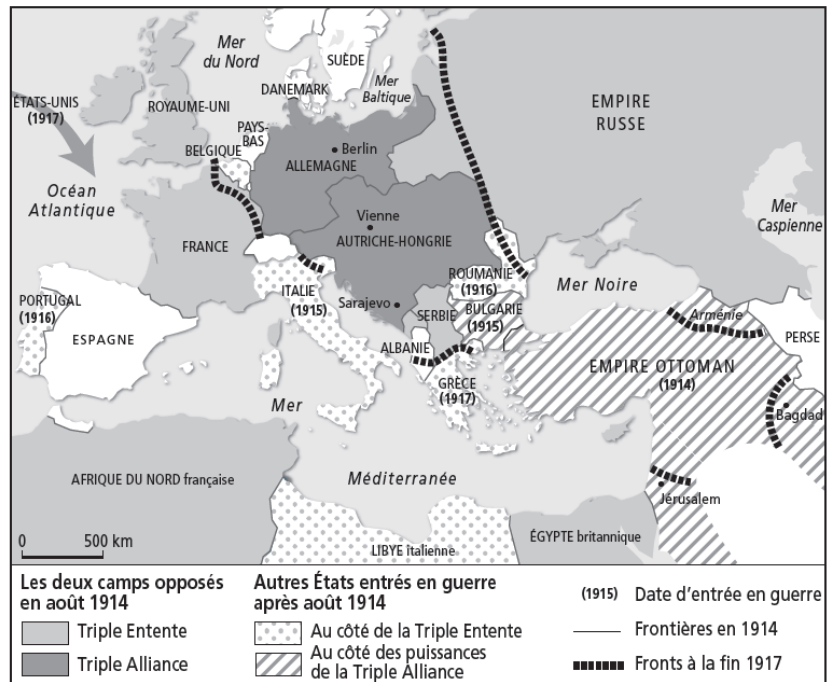 Mer
du Nord
SUÈDE
DANEMARK
Mer
Baltique
ÉTATS-UNIS
(1917)
ROYAUME-UNI
EMPIRE
RUSSE
PAYS-
BAS
BELGIQUE
Berlin
ALLEMAGNE
Océan
Atlantique
Vienne
AUTRICHE-HONGRIE
Mer
Caspienne
FRANCE
ROUMANIE
(1916)
Mer Noire
ITALIE
(1915)
Sarajevo
PORTUGAL
(1916)
SERBIE
BULGARIE
(1915)
Arménie
ESPAGNE
ALBANIE
PERSE
EMPIRE OTTOMAN
(1914)
GRÈCE
(1917)
Mer
Bagdad
AFRIQUE DU NORD française
Méditerranée
Jérusalem
0 500 km
LIBYE italienne
ÉGYPTE britannique
Les deux camps opposés
en août 1914
Triple Entente
Triple Alliance
Autres États entrés en guerre
après août 1914
Au côté de la Triple Entente
Au côté des puissances
de la Triple Alliance
(1915) Date d'entrée en guerre
Frontières en 1914
Fronts à la fin 1917